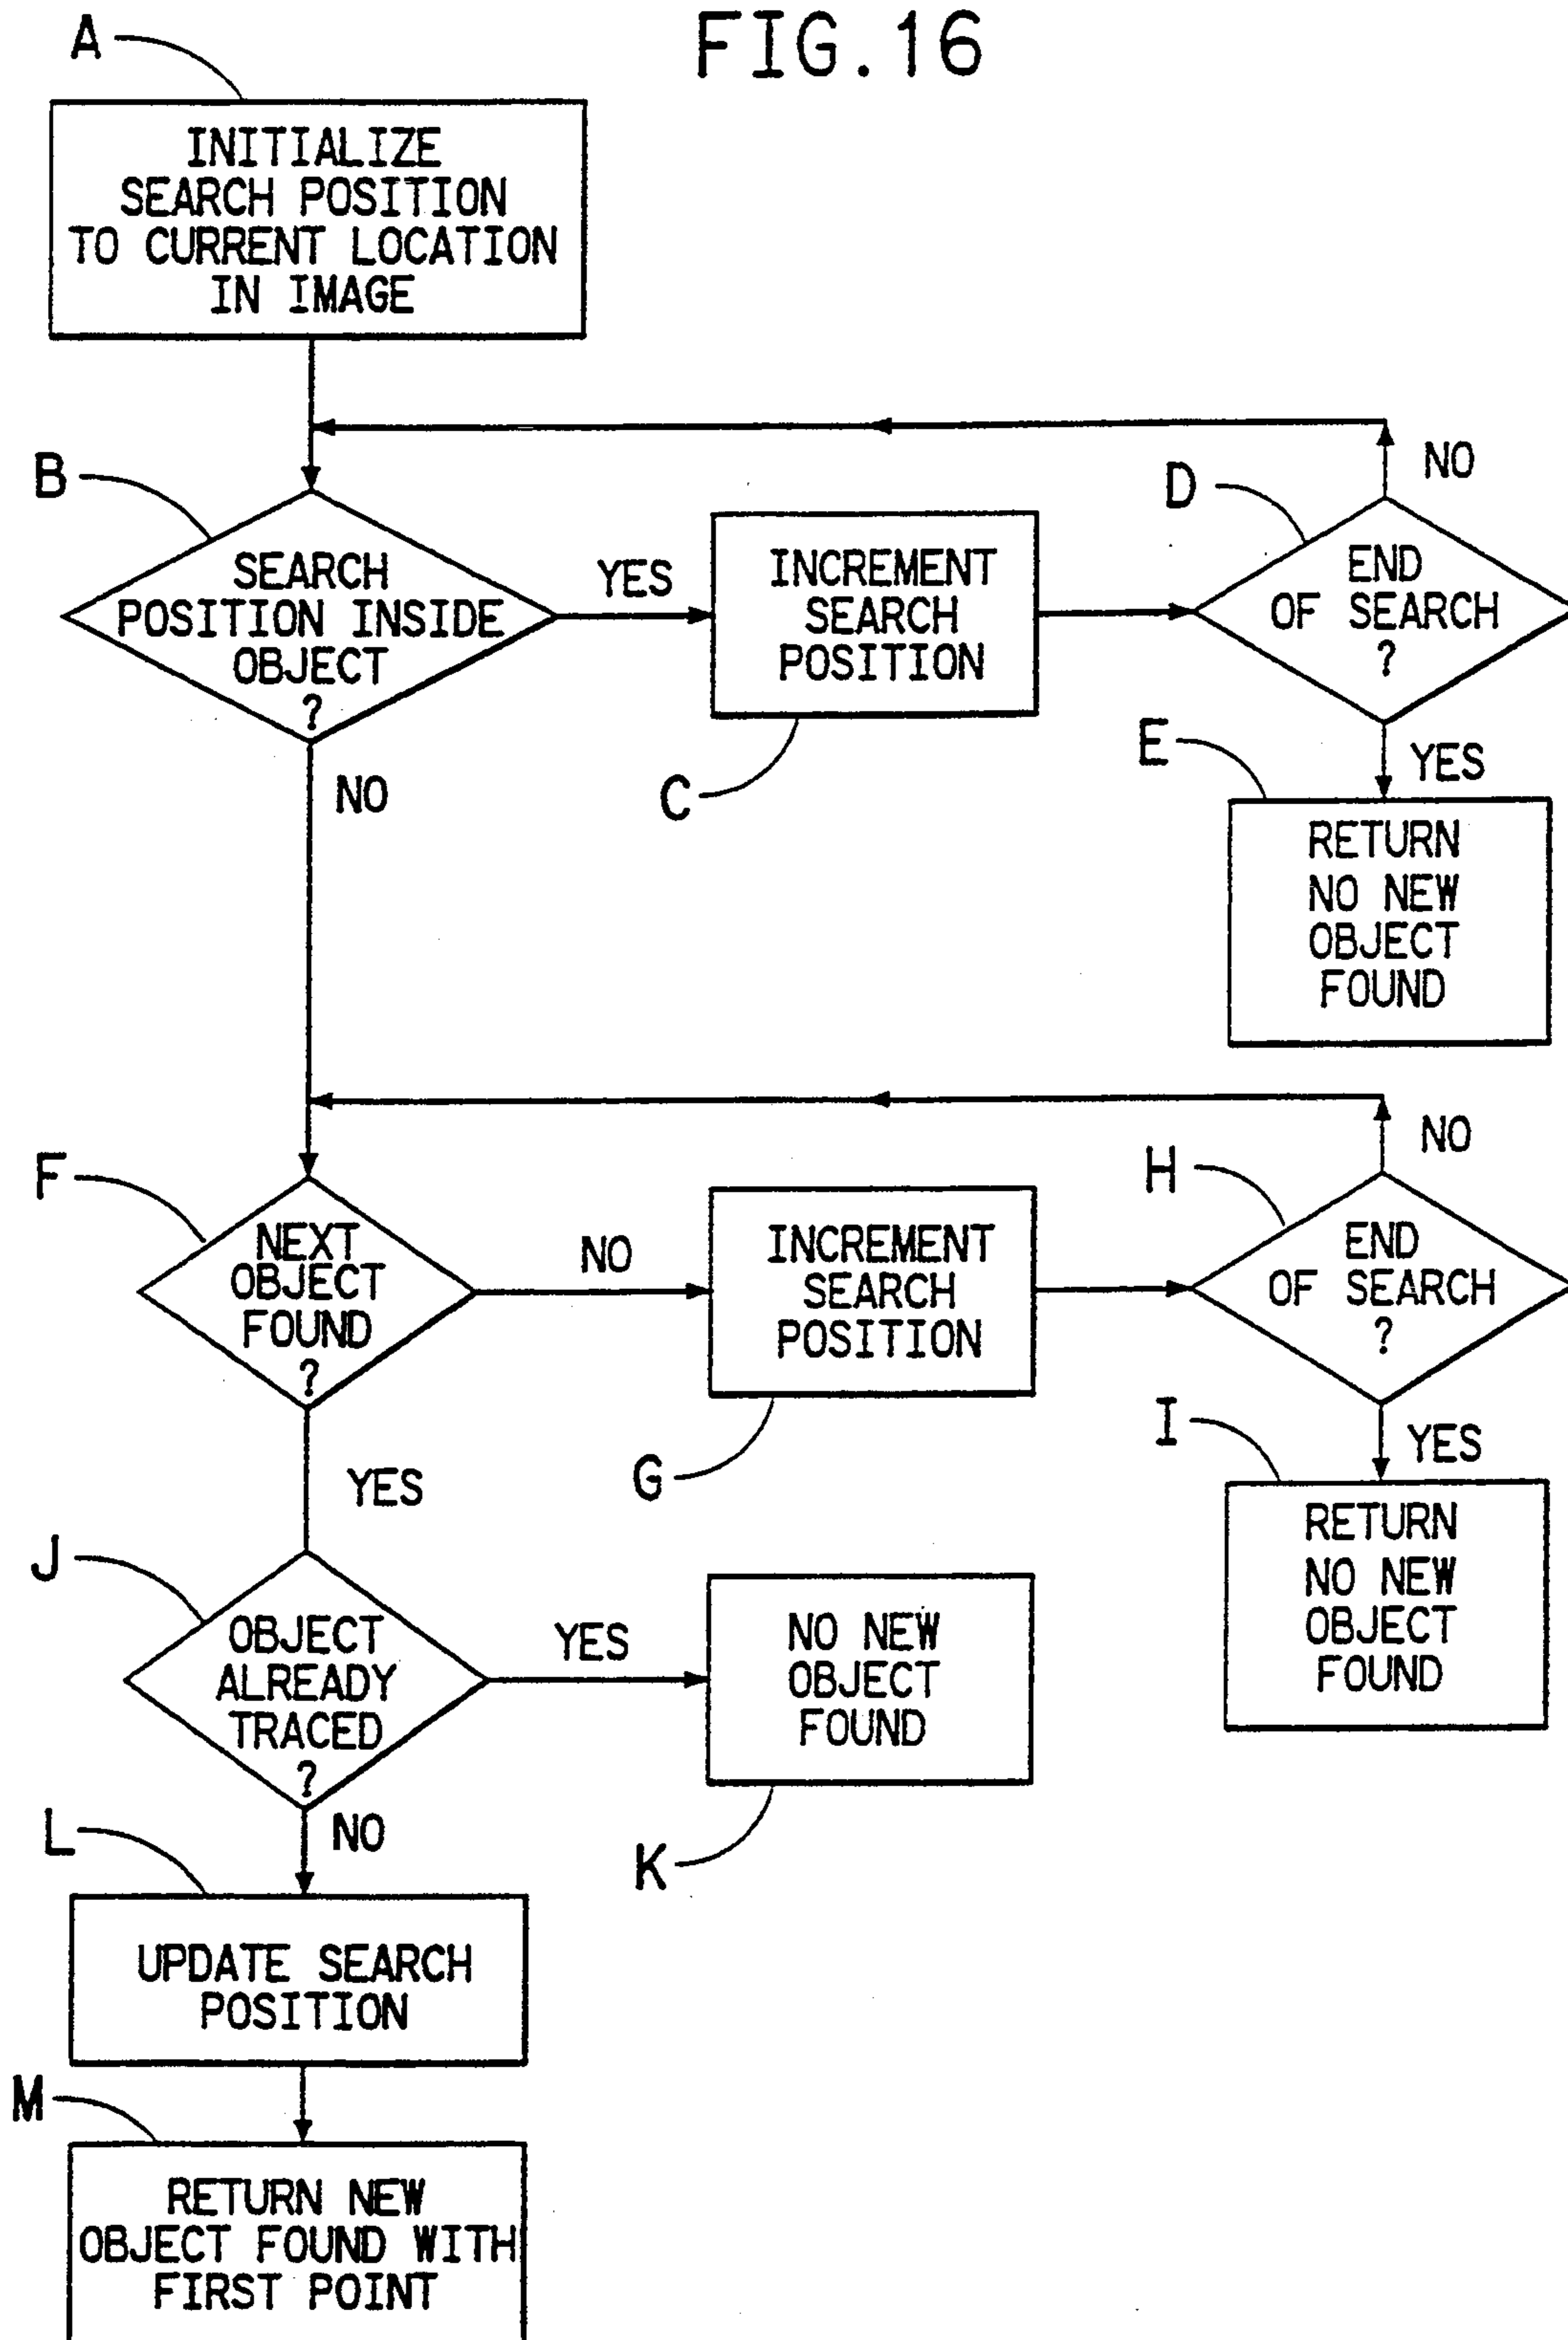 FIG.16
A
INITIALIZE
SEARCH POSITION
TO CURRENT LOCATION
IN IMAGE
B
SEARCH
POSITION INSIDE
OBJECT
?
YES
NO
C
INCREMENT
SEARCH
POSITION
D
END
OF SEARCH
?
NO
YES
E
RETURN
NO NEW
OBJECT
FOUND
F
NEXT
OBJECT
FOUND
?
NO
YES
G
INCREMENT
SEARCH
POSITION
H
END
OF SEARCH
?
NO
YES
I
RETURN
NO NEW
OBJECT
FOUND
J
OBJECT
ALREADY
TRACED
?
YES
NO
K
NO NEW
OBJECT
FOUND
L
UPDATE SEARCH
POSITION
M
RETURN NEW
OBJECT FOUND WITH
FIRST POINT